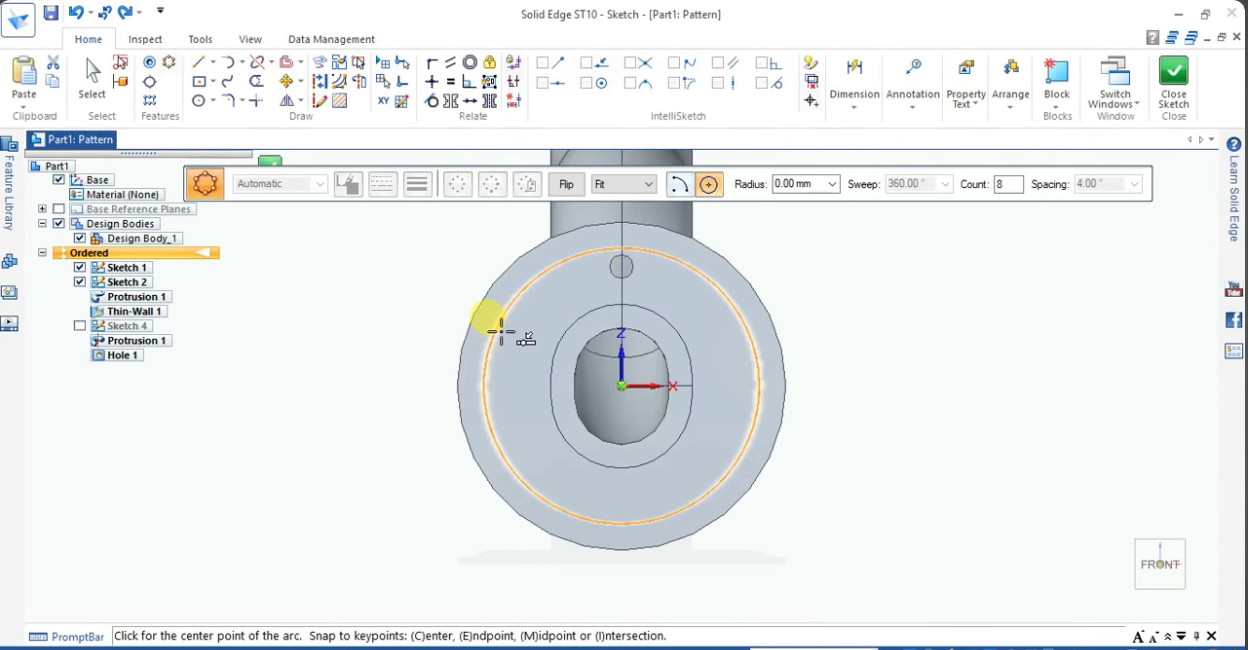 Solid Edge ST10 - Sketch - [Part1: Pattern]
Home Inspect Tools View Data Management
Paste
Select
XY
Dimension
Annotation
Property Text
Arrange
Block
Switch Windows
Close Sketch
Clipboard Select Features Draw Relate IntelliSketch Blocks Window Close
Part1: Pattern
Feature Library
Learn Solid Edge
You Tube
Automatic Flip Fit Radius: 0.00 mm Sweep: 360.00 ° Count: 8 Spacing: 4.00 °
Part1
Base
Material (None)
Base Reference Planes
Design Bodies
Design Body_1
Ordered
Sketch 1
Sketch 2
Protrusion 1
Thin-Wall 1
Sketch 4
Protrusion 1
Hole 1
Z
X
FRONT
PromptBar Click for the center point of the arc. Snap to keypoints: (C)enter, (E)ndpoint, (M)idpoint or (I)ntersection.